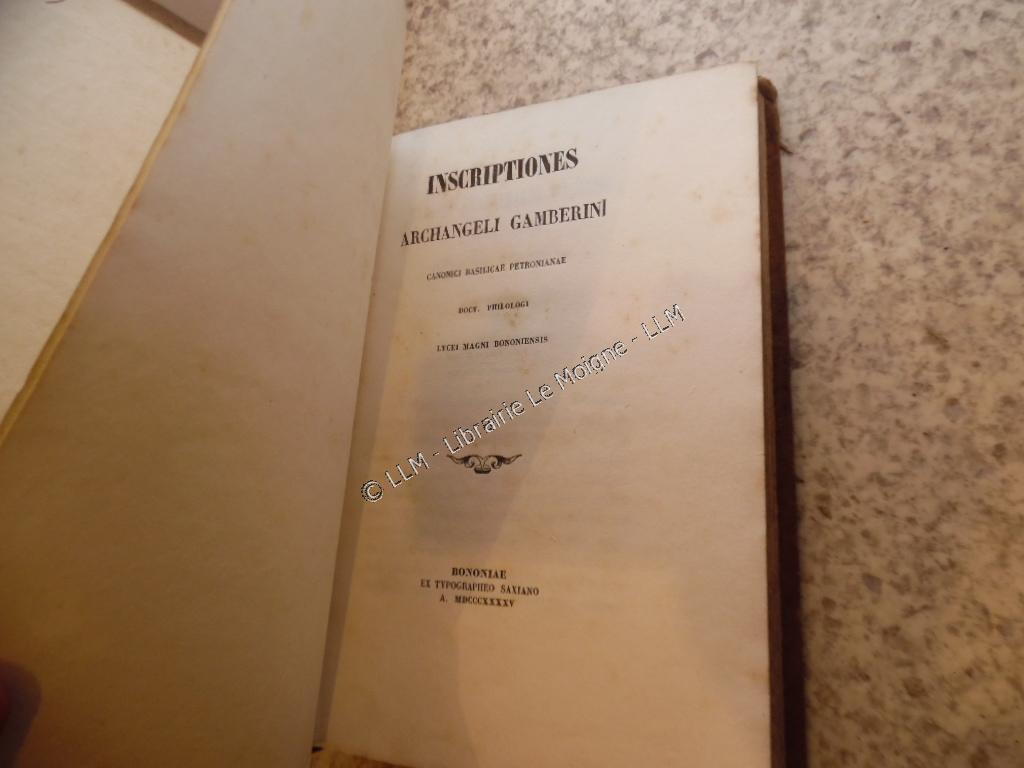 INSCRIPTIONES
ARCHANGELI GAMBERINI
CANONICI BASILICAE PETRONIANAE
DOCT. PHILOLOGI
LYCEI MAGNI BONONIENSIS
© LLM - Librairie Le Moigne - LLM
BONONIAE
EX TYPOGRAPHEO SAXIANO
A. MDCCCXXXXV